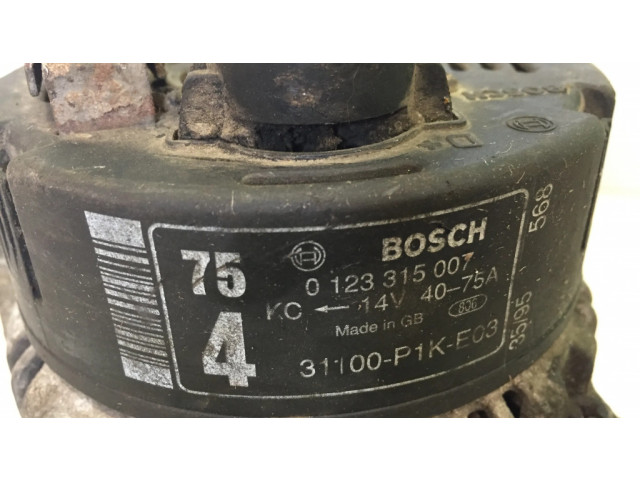 75
4
BOSCH
0 123 315 007
KC ← 14V 40-75A
Made in GB
31100-P1K-E03
568
35/95
D+